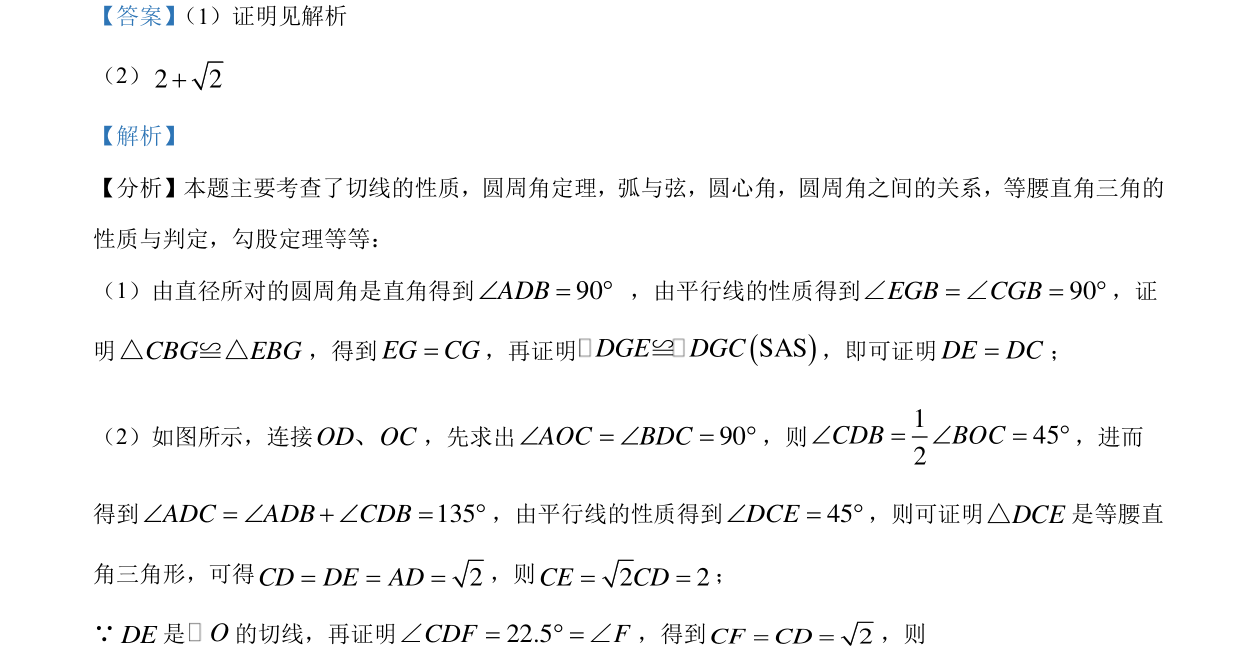 【答案】（1）证明见解析
（2）2+√2
【解析】
【分析】本题主要考查了切线的性质，圆周角定理，弧与弦，圆心角，圆周角之间的关系，等腰直角三角的
性质与判定，勾股定理等等：
（1）由直径所对的圆周角是直角得到∠ADB = 90° ，由平行线的性质得到∠EGB = ∠CGB = 90°，证
明△CBG≌△EBG，得到EG = CG，再证明□DGE≌□DGC(SAS)，即可证明DE = DC；
（2）如图所示，连接OD、OC，先求出∠AOC = ∠BDC = 90°，则∠CDB = 1/2∠BOC = 45°，进而
得到∠ADC = ∠ADB + ∠CDB = 135°，由平行线的性质得到∠DCE = 45°，则可证明△DCE是等腰直
角三角形，可得CD = DE = AD = √2，则CE = √2CD = 2；
∵DE是□O的切线，再证明∠CDF = 22.5° = ∠F，得到CF = CD = √2，则